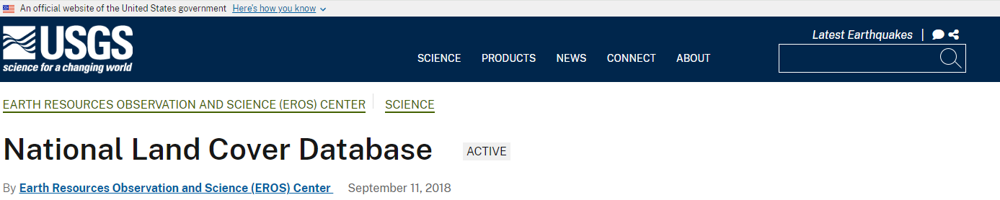 An official website of the United States government Here's how you know
USGS
science for a changing world
Latest Earthquakes |
SCIENCE PRODUCTS NEWS CONNECT ABOUT
EARTH RESOURCES OBSERVATION AND SCIENCE (EROS) CENTER SCIENCE
National Land Cover Database ACTIVE
By Earth Resources Observation and Science (EROS) Center September 11, 2018